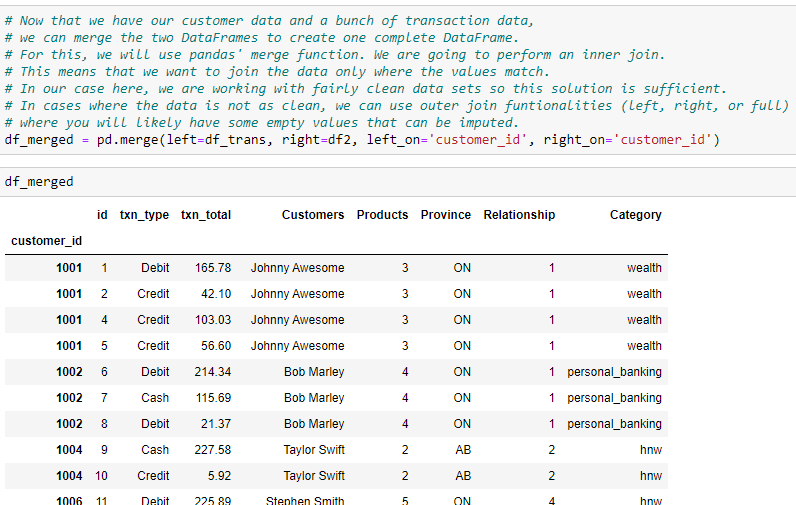 # Now that we have our customer data and a bunch of transaction data,
# we can merge the two DataFrames to create one complete DataFrame.
# For this, we will use pandas' merge function. We are going to perform an inner join.
# This means that we want to join the data only where the values match.
# In our case here, we are working with fairly clean data sets so this solution is sufficient.
# In cases where the data is not as clean, we can use outer join funtionalities (left, right, or full)
# where you will likely have some empty values that can be imputed.
df_merged = pd.merge(left=df_trans, right=df2, left_on='customer_id', right_on='customer_id')
df_merged
id txn_type txn_total Customers Products Province Relationship Category
customer_id
1001 1 Debit 165.78 Johnny Awesome 3 ON 1 wealth
1001 2 Credit 42.10 Johnny Awesome 3 ON 1 wealth
1001 4 Credit 103.03 Johnny Awesome 3 ON 1 wealth
1001 5 Credit 56.60 Johnny Awesome 3 ON 1 wealth
1002 6 Debit 214.34 Bob Marley 4 ON 1 personal_banking
1002 7 Cash 115.69 Bob Marley 4 ON 1 personal_banking
1002 8 Debit 21.37 Bob Marley 4 ON 1 personal_banking
1004 9 Cash 227.58 Taylor Swift 2 AB 2 hnw
1004 10 Credit 5.92 Taylor Swift 2 AB 2 hnw
1006 11 Debit 225.89 Stephen Smith 5 ON 4 hnw